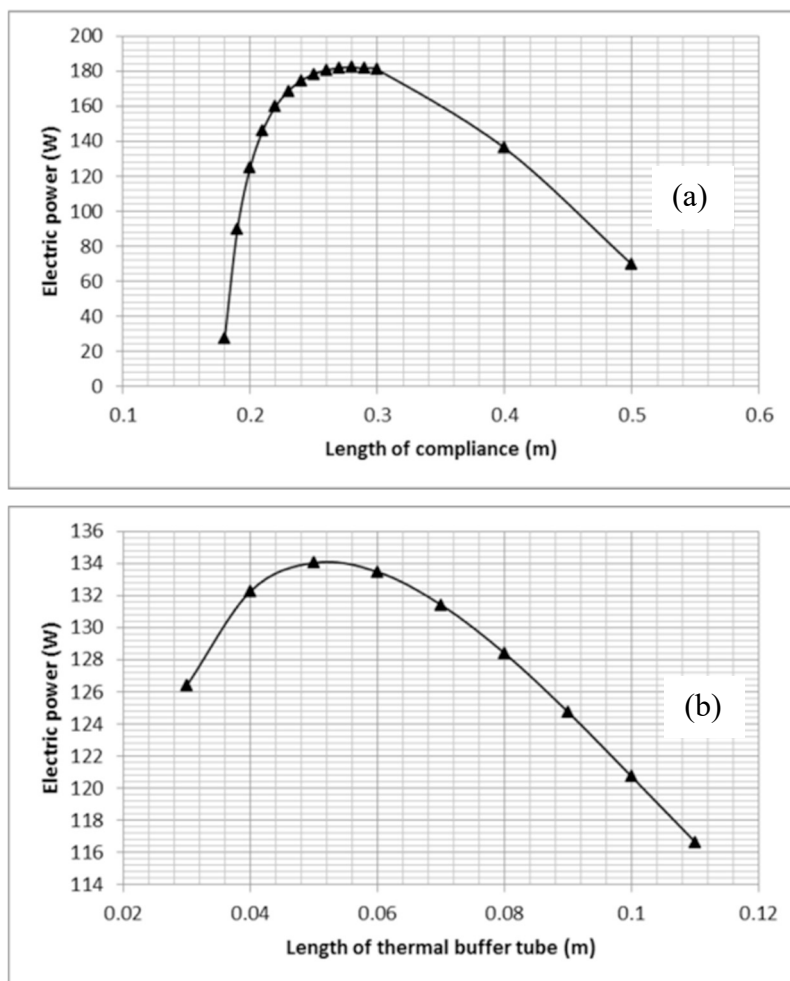 200
180
160
140
120
100
80
60
40
20
0
Electric power (W)
(a)
0.1 0.2 0.3 0.4 0.5 0.6
Length of compliance (m)
136
134
132
130
128
126
124
122
120
118
116
114
Electric power (W)
(b)
0.02 0.04 0.06 0.08 0.1 0.12
Length of thermal buffer tube (m)